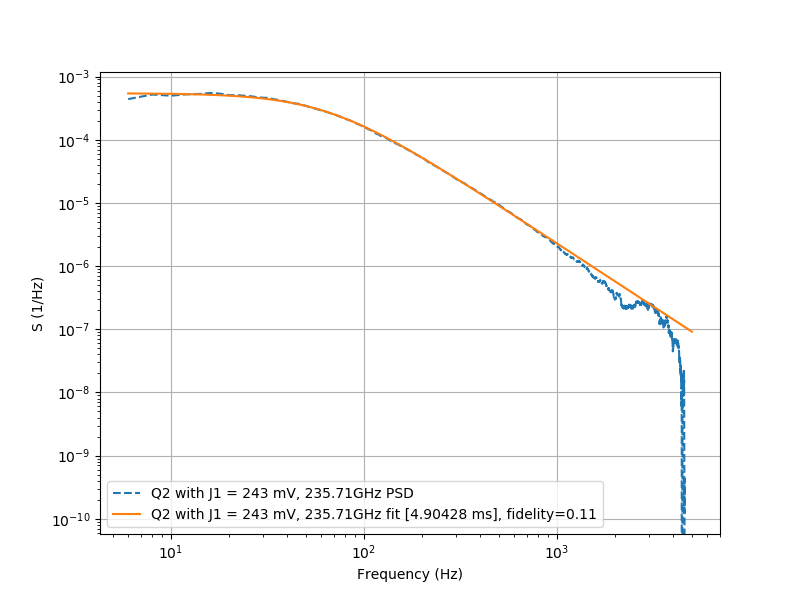 10⁻³
10⁻⁴
10⁻⁵
10⁻⁶
10⁻⁷
10⁻⁸
10⁻⁹
10⁻¹⁰
S (1/Hz)
Q2 with J1 = 243 mV, 235.71GHz PSD
Q2 with J1 = 243 mV, 235.71GHz fit [4.90428 ms], fidelity=0.11
10¹ 10² 10³
Frequency (Hz)